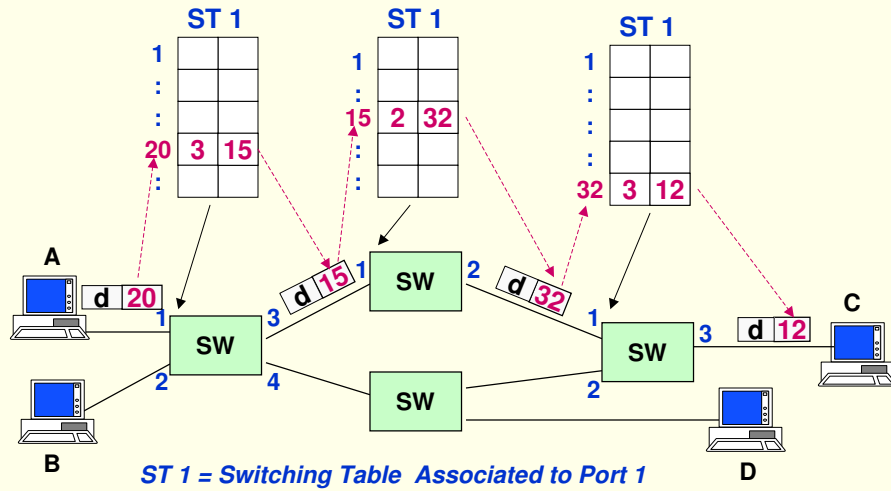 ST 1
ST 1
ST 1
1
:
:
20 3 15
:
1
:
15 2 32
:
:
1
:
:
:
32 3 12
A
d 20
d 15
d 32
d 12
C
1
2
3
4
SW
1
2
SW
1
2
3
SW
SW
B
D
ST 1 = Switching Table Associated to Port 1